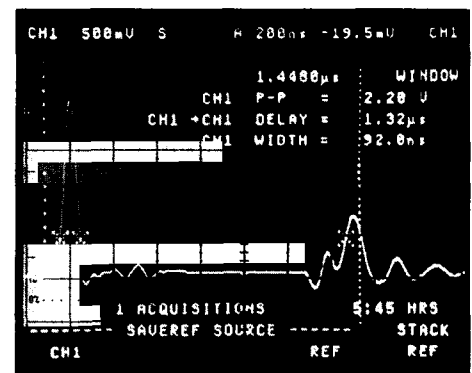 CH1 500mV S A 200ns -19.5mV CH1
1.4480µs WINDOW
CH1 P-P = 2.20 V
CH1 →CH1 DELAY = 1.32µs
CH1 WIDTH = 92.0ns
1 ACQUISITIONS 5:45 HRS
SAVEREF SOURCE STACK
CH1 REF REF